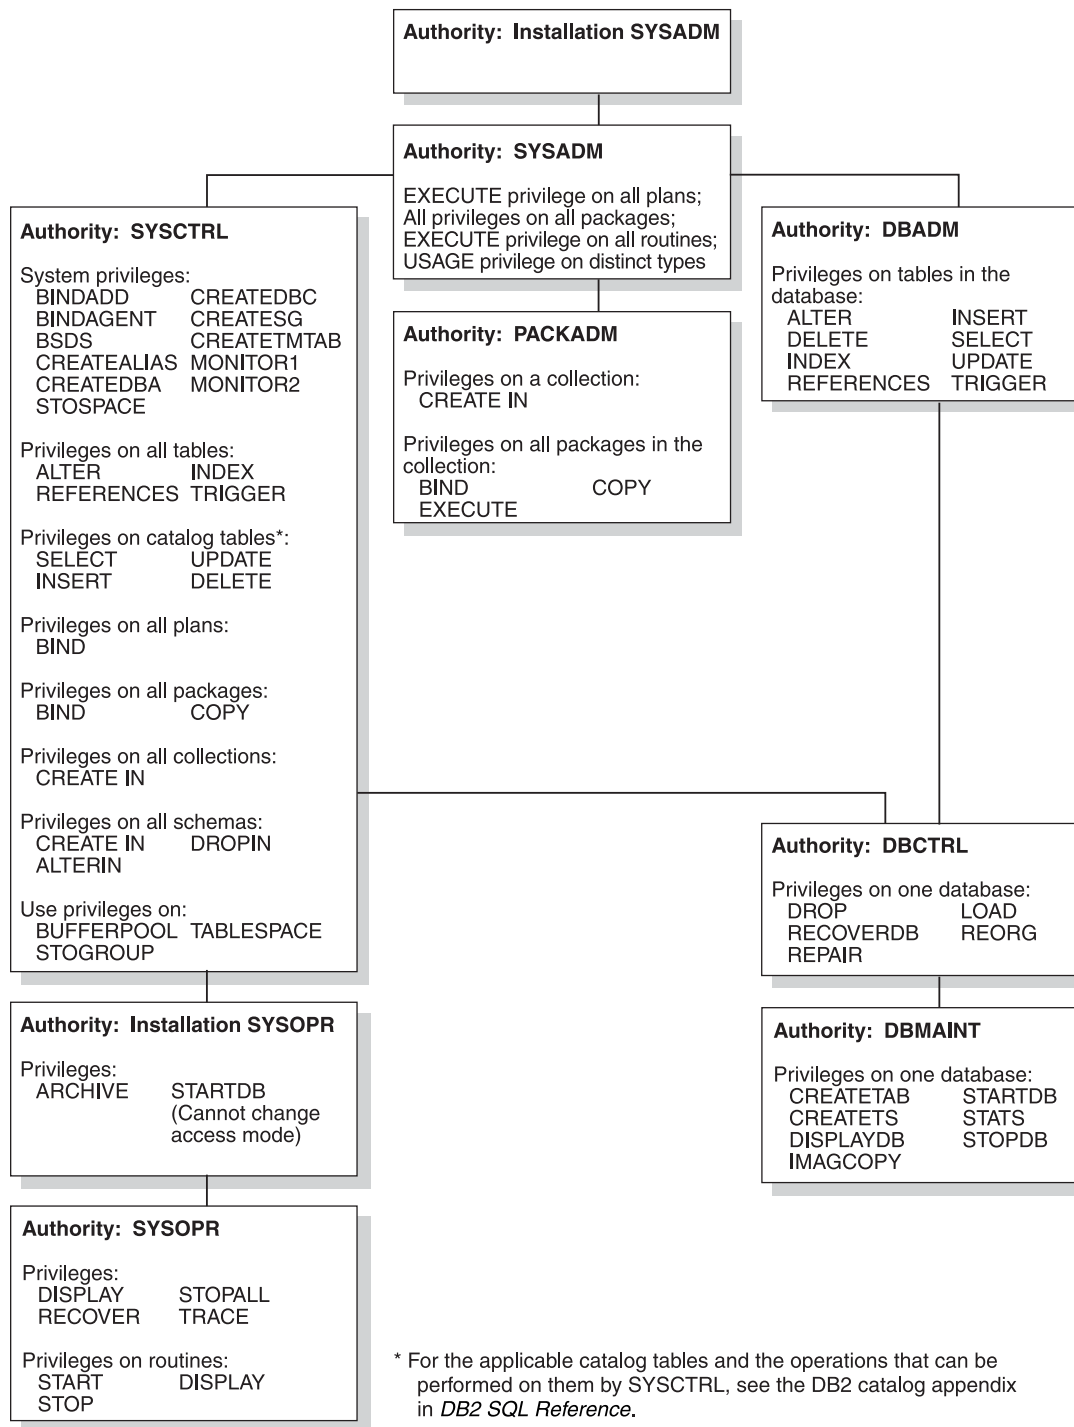 Authority: Installation SYSADM
Authority: SYSADM
EXECUTE privilege on all plans;
All privileges on all packages;
EXECUTE privilege on all routines;
USAGE privilege on distinct types
Authority: SYSCTRL
System privileges:
BINDADD CREATEDBC
BINDAGENT CREATESG
BSDS CREATETMTAB
CREATEALIAS MONITOR1
CREATEDBA MONITOR2
STOSPACE
Privileges on all tables:
ALTER INDEX
REFERENCES TRIGGER
Privileges on catalog tables*:
SELECT UPDATE
INSERT DELETE
Privileges on all plans:
BIND
Privileges on all packages:
BIND COPY
Privileges on all collections:
CREATE IN
Privileges on all schemas:
CREATE IN DROPIN
ALTERIN
Use privileges on:
BUFFERPOOL TABLESPACE
STOGROUP
Authority: PACKADM
Privileges on a collection:
CREATE IN
Privileges on all packages in the
collection:
BIND COPY
EXECUTE
Authority: DBADM
Privileges on tables in the
database:
ALTER INSERT
DELETE SELECT
INDEX UPDATE
REFERENCES TRIGGER
Authority: DBCTRL
Privileges on one database:
DROP LOAD
RECOVERDB REORG
REPAIR
Authority: Installation SYSOPR
Privileges:
ARCHIVE STARTDB
(Cannot change
access mode)
Authority: DBMAINT
Privileges on one database:
CREATETAB STARTDB
CREATETS STATS
DISPLAYDB STOPDB
IMAGCOPY
Authority: SYSOPR
Privileges:
DISPLAY STOPALL
RECOVER TRACE
Privileges on routines:
START DISPLAY
STOP
* For the applicable catalog tables and the operations that can be
performed on them by SYSCTRL, see the DB2 catalog appendix
in DB2 SQL Reference.